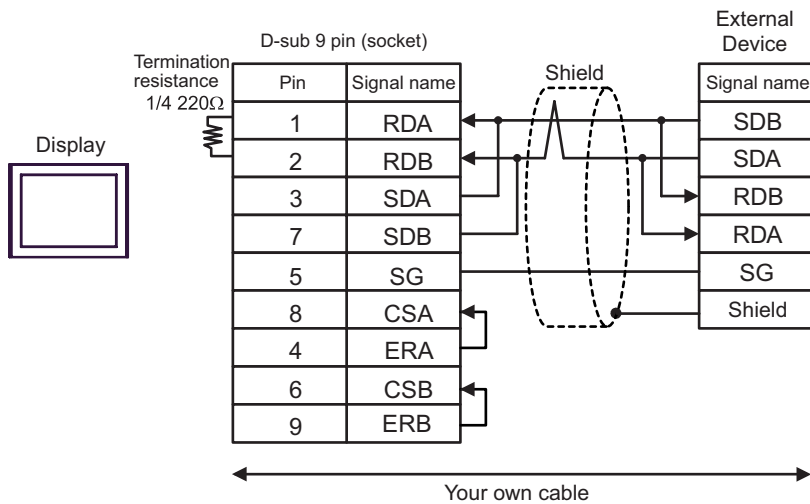 External
Device
D-sub 9 pin (socket)
Termination
resistance
1/4 220Ω
Shield
Display
Pin Signal name Signal name
1 RDA SDB
2 RDB SDA
3 SDA RDB
7 SDB RDA
5 SG SG
8 CSA Shield
4 ERA
6 CSB
9 ERB
Your own cable